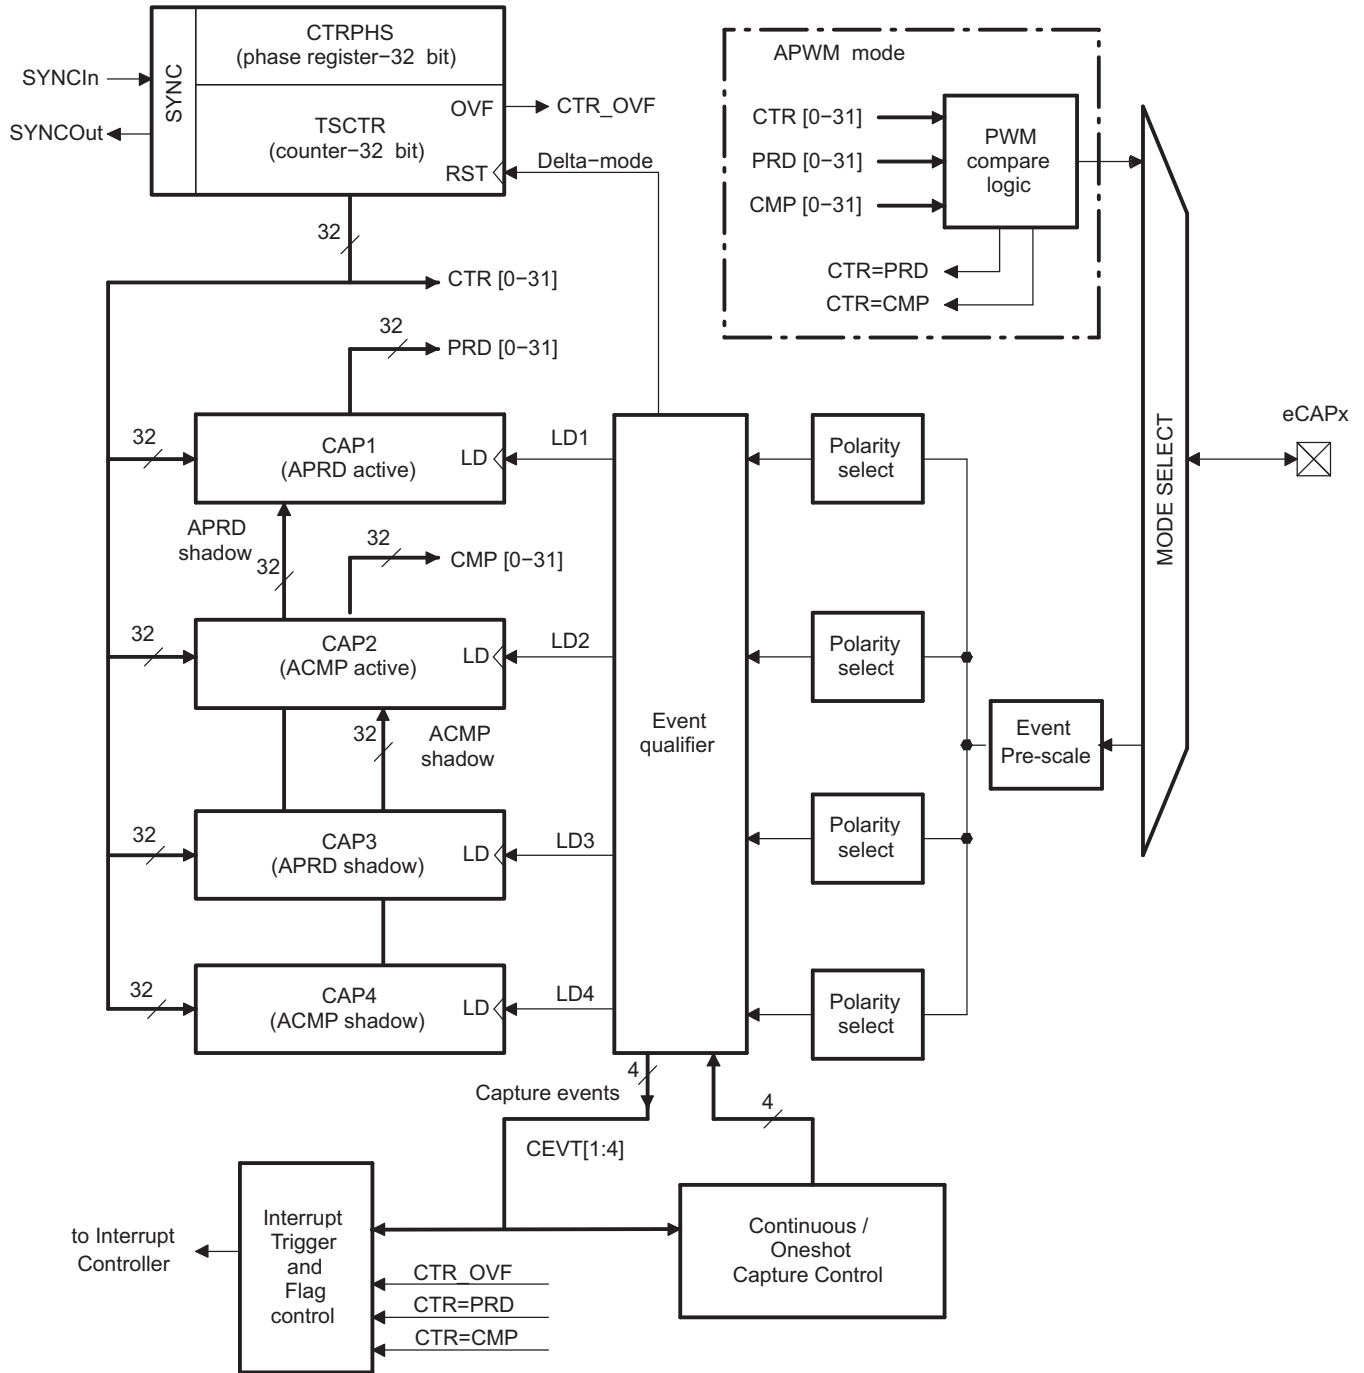 CTRPHS
(phase register−32 bit)
APWM mode
SYNCIn
SYNC
OVF
CTR_OVF
SYNCOut
TSCTR
(counter−32 bit)
RST
Delta−mode
CTR [0−31]
PRD [0−31]
CMP [0−31]
PWM
compare
logic
CTR=PRD
CTR=CMP
32
CTR [0−31]
32
PRD [0−31]
MODE SELECT
eCAPx
32
CAP1
(APRD active)
LD
LD1
Polarity
select
APRD
shadow
32
32
CMP [0−31]
32
CAP2
(ACMP active)
LD
LD2
Polarity
select
32
ACMP
shadow
Event
qualifier
Event
Pre-scale
32
CAP3
(APRD shadow)
LD
LD3
Polarity
select
32
CAP4
(ACMP shadow)
LD
LD4
Polarity
select
4
Capture events
CEVT[1:4]
4
to Interrupt
Controller
Interrupt
Trigger
and
Flag
control
CTR_OVF
CTR=PRD
CTR=CMP
Continuous /
Oneshot
Capture Control